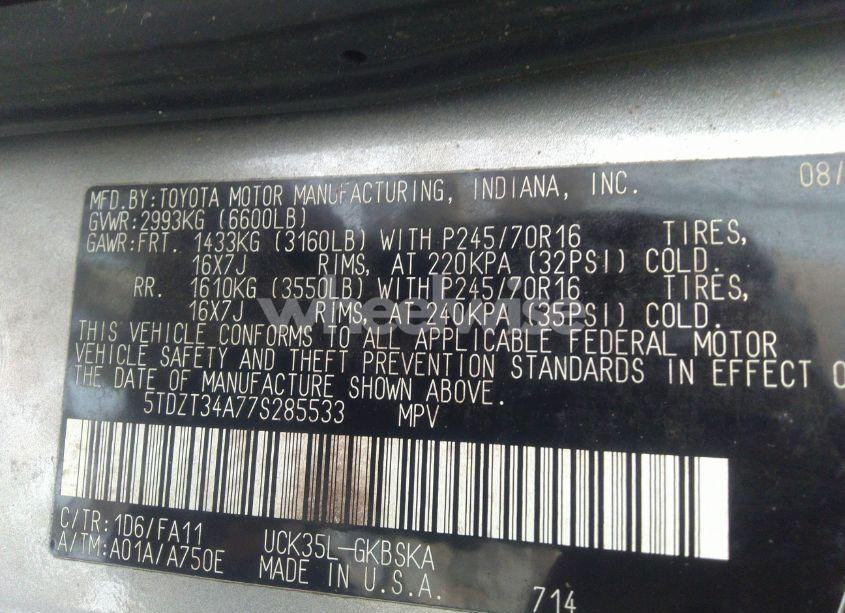 MFD.BY:TOYOTA MOTOR MANUFACTURING, INDIANA, INC. 08/
GVWR:2993KG (6600LB)
GAWR:FRT. 1433KG (3160LB) WITH P245/70R16 TIRES,
16X7J RIMS, AT 220KPA (32PSI) COLD.
RR. 1610KG (3550LB) WITH P245/70R16 TIRES,
16X7J RIMS, AT 240KPA (35PSI) COLD.
wheelwise
THIS VEHICLE CONFORMS TO ALL APPLICABLE FEDERAL MOTOR
VEHICLE SAFETY AND THEFT PREVENTION STANDARDS IN EFFECT O
THE DATE OF MANUFACTURE SHOWN ABOVE.
5TDZT34A77S285533 MPV
C/TR:1D6/FA11 UCK35L-GKBSKA
A/TM:A01A/A750E MADE IN U.S.A.
714